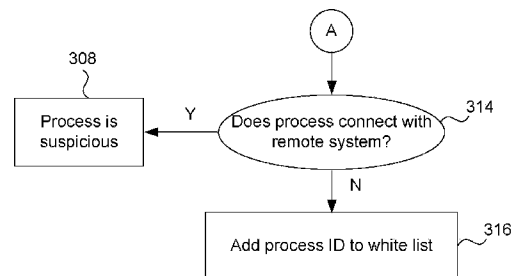 A
308
Process is
suspicious
Y
Does process connect with
remote system?
314
N
Add process ID to white list
316